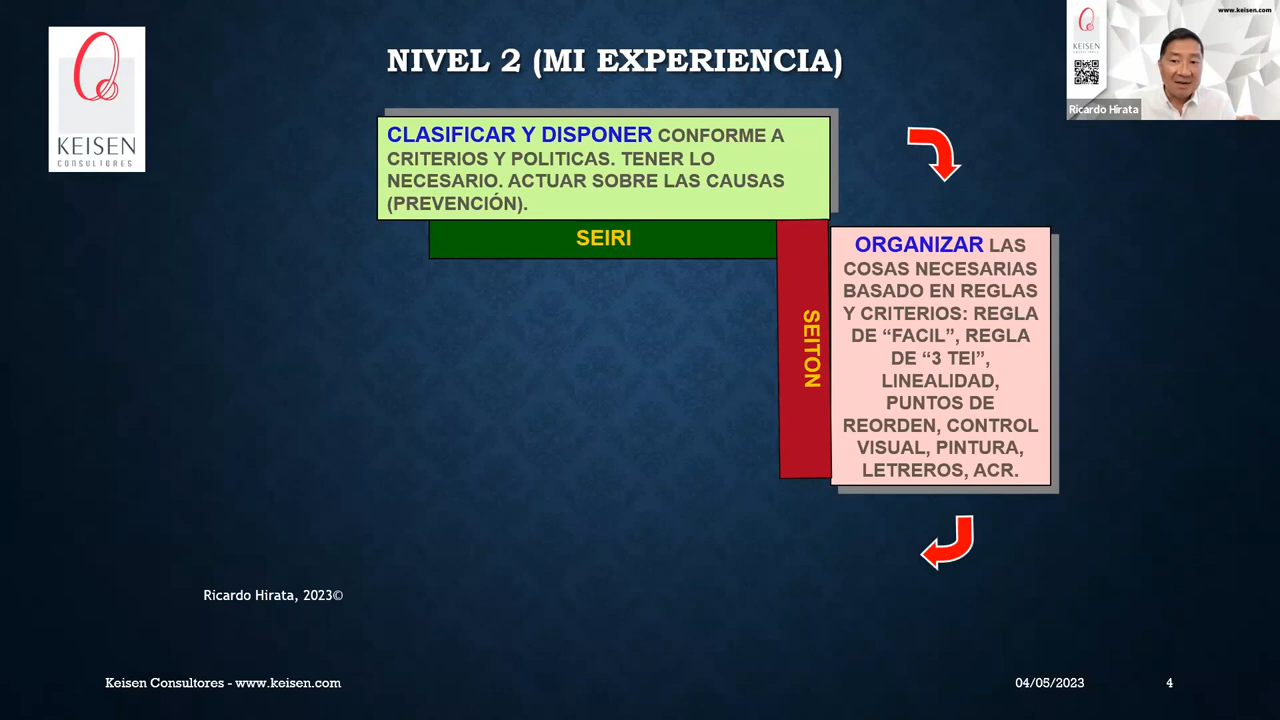 KEISEN
CONSULTORES
NIVEL 2 (MI EXPERIENCIA)
www.keisen.com
KEISEN
Ricardo Hirata
CLASIFICAR Y DISPONER CONFORME A
CRITERIOS Y POLITICAS. TENER LO
NECESARIO. ACTUAR SOBRE LAS CAUSAS
(PREVENCIÓN).
SEIRI
SEITON
ORGANIZAR LAS
COSAS NECESARIAS
BASADO EN REGLAS
Y CRITERIOS: REGLA
DE “FACIL”, REGLA
DE “3 TEI”,
LINEALIDAD,
PUNTOS DE
REORDEN, CONTROL
VISUAL, PINTURA,
LETREROS, ACR.
Ricardo Hirata, 2023©
Keisen Consultores - www.keisen.com
04/05/2023
4